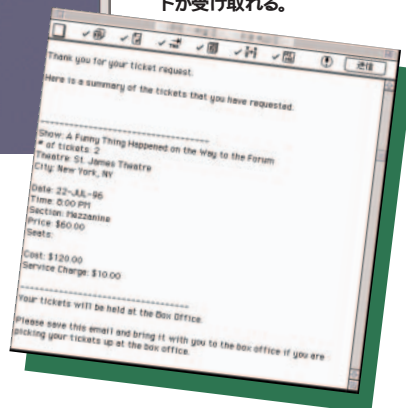 ドが受け取れる。
送信
Thank you for your ticket request.
Here is a summary of the tickets that you have requested.
----------------------------------------
Show: A Funny Thing Happened on the Way to the Forum
# of tickets: 2
Theatre: St. James Theatre
City: New York, NY
Date: 22-JUL-96
Time: 8:00 PM
Section: Mezzanine
Price: $60.00
Seats:
Cost: $120.00
Service Charge: $10.00
----------------------------------------
Your tickets will be held at the Box Office.
Please save this email and bring it with you to the box office if you are
picking your tickets up at the box office.